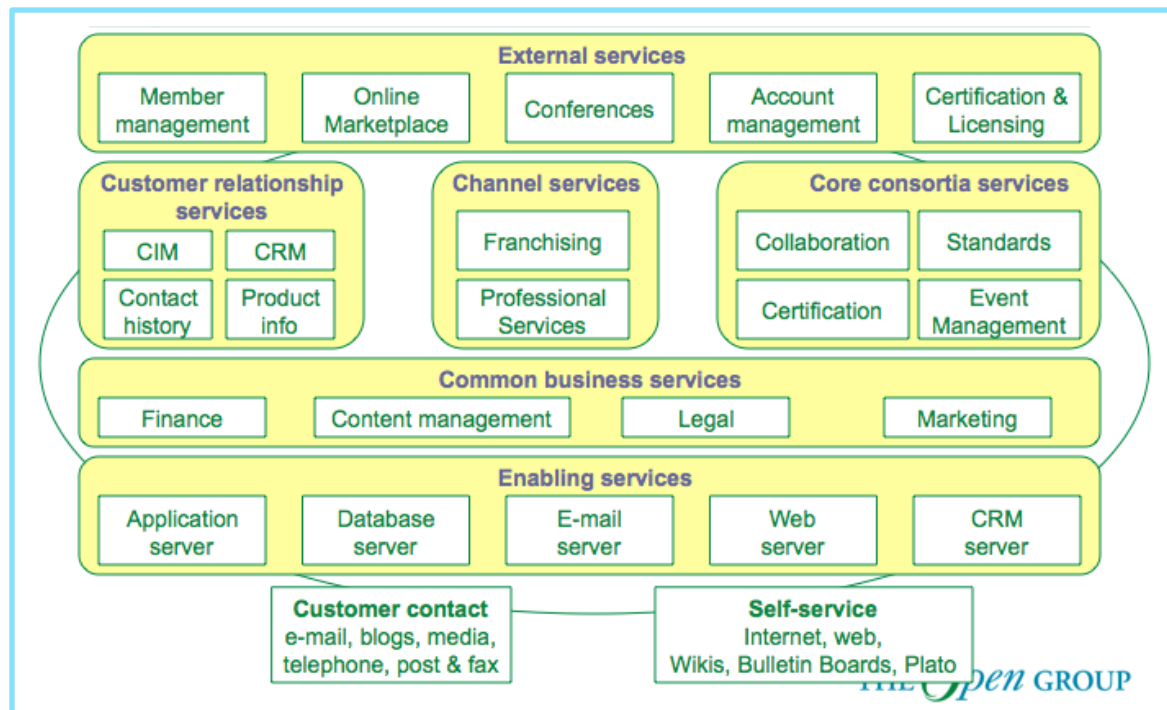 External services
Member
management
Online
Marketplace
Conferences
Account
management
Certification &
Licensing
Customer relationship
services
CIM
CRM
Contact
history
Product
info
Channel services
Franchising
Professional
Services
Core consortia services
Collaboration
Standards
Certification
Event
Management
Common business services
Finance
Content management
Legal
Marketing
Enabling services
Application
server
Database
server
E-mail
server
Web
server
CRM
server
Customer contact
e-mail, blogs, media,
telephone, post & fax
Self-service
Internet, web,
Wikis, Bulletin Boards, Plato
THE Open GROUP